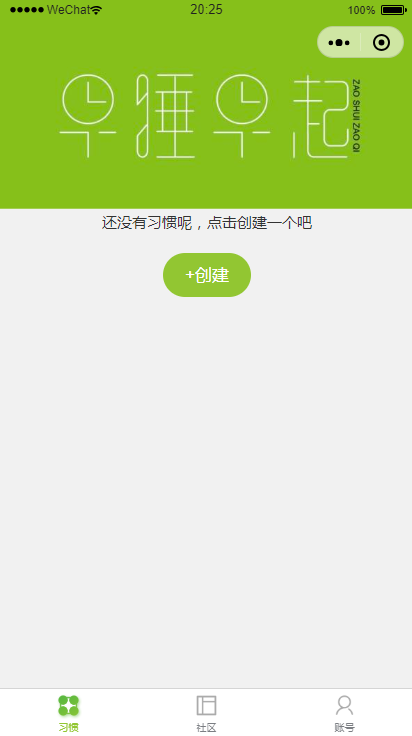 WeChat 20:25 100%
早睡早起
ZAO SHUI ZAO QI
还没有习惯呢，点击创建一个吧
+创建
习惯 社区 账号